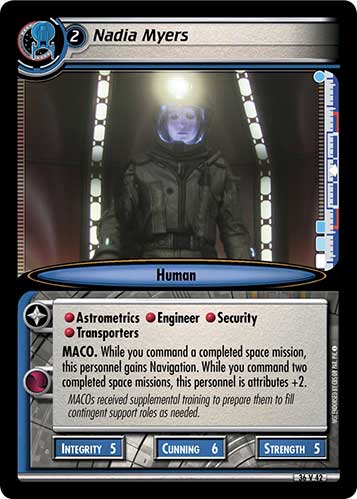 2 Nadia Myers
Human
Astrometrics Engineer Security
Transporters
MACO. While you command a completed space mission,
this personnel gains Navigation. While you command two
completed space missions, this personnel is attributes +2.
MACOs received supplemental training to prepare them to fill
contingent support roles as needed.
INTEGRITY 5 CUNNING 6 STRENGTH 5
36 V 42